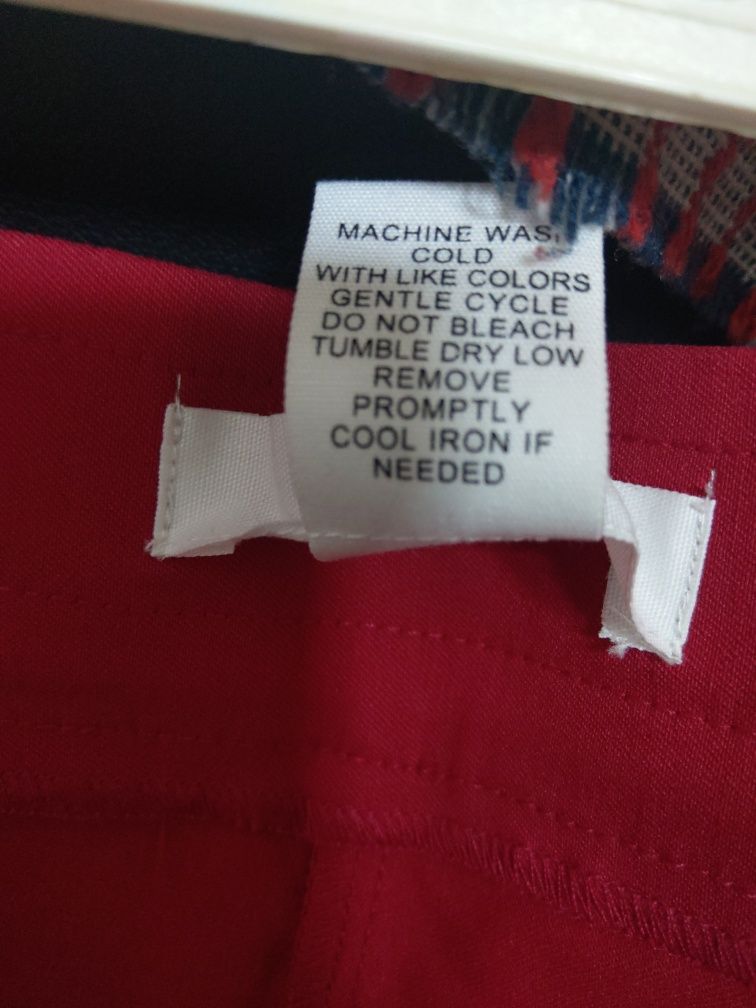 MACHINE WASH
COLD
WITH LIKE COLORS
GENTLE CYCLE
DO NOT BLEACH
TUMBLE DRY LOW
REMOVE
PROMPTLY
COOL IRON IF
NEEDED